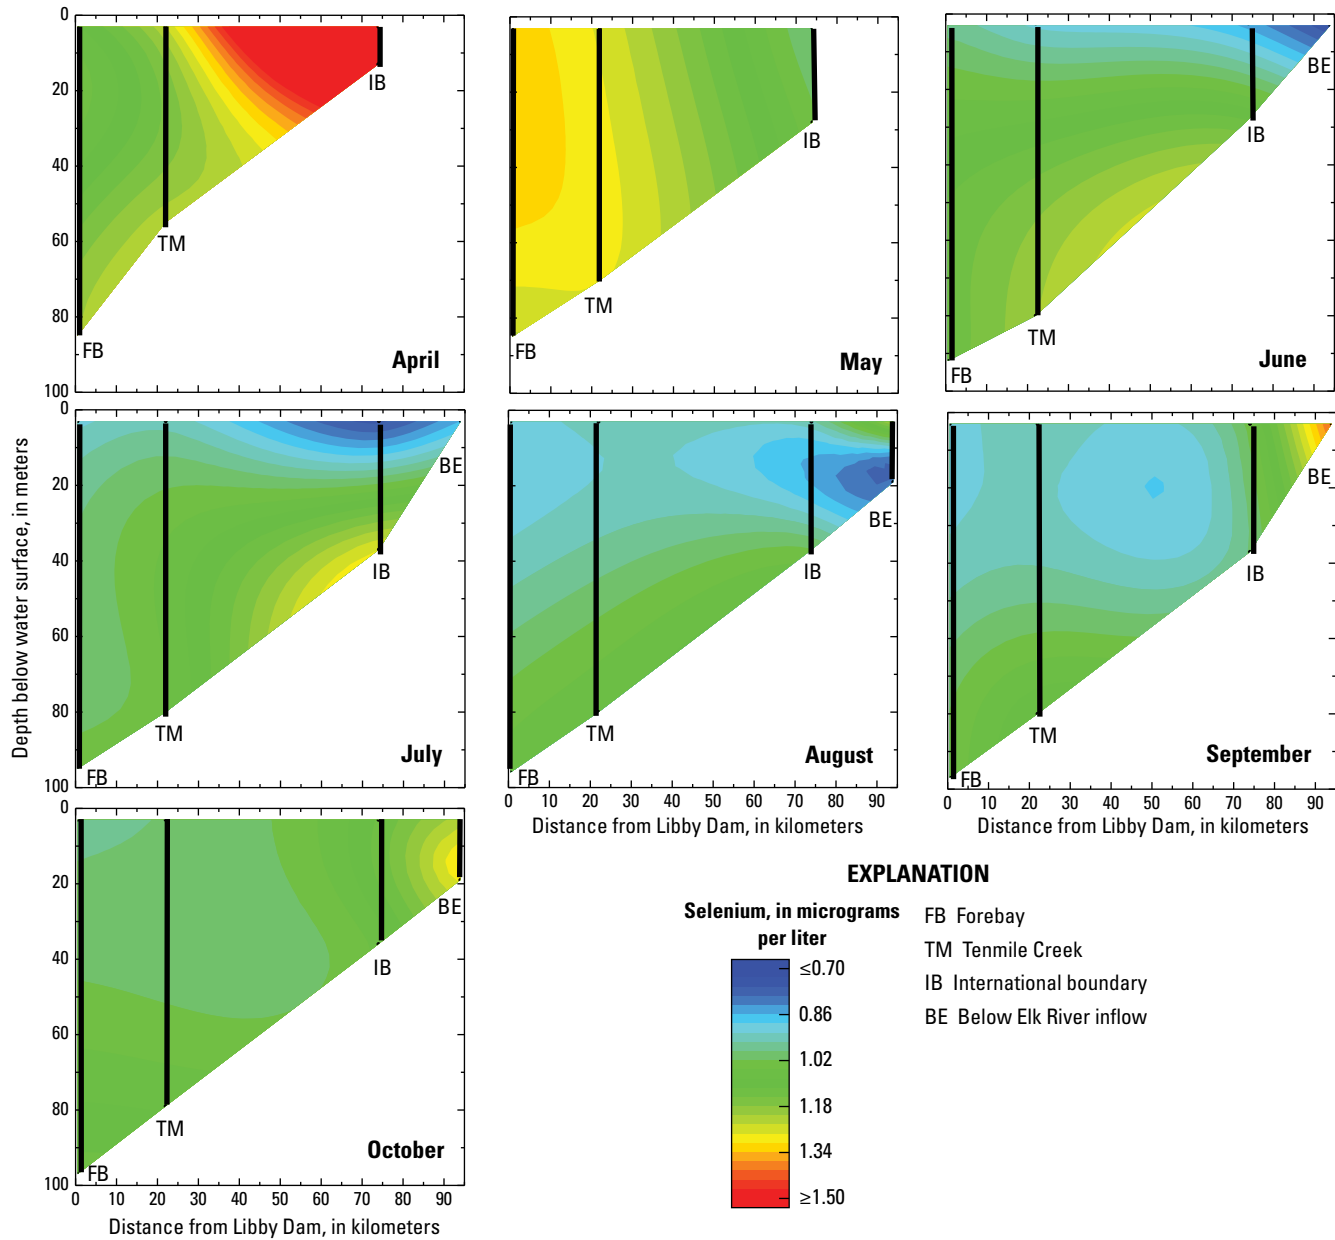 0
20
40
60
80
100
FB
TM
IB
April
FB
TM
IB
May
FB
TM
IB
BE
June
Depth below water surface, in meters
0
20
40
60
80
100
FB
TM
IB
BE
July
FB
TM
IB
BE
August
0 10 20 30 40 50 60 70 80 90
Distance from Libby Dam, in kilometers
FB
TM
IB
BE
September
0 10 20 30 40 50 60 70 80 90
Distance from Libby Dam, in kilometers
0
20
40
60
80
100
FB
TM
IB
BE
October
0 10 20 30 40 50 60 70 80 90
Distance from Libby Dam, in kilometers
EXPLANATION
Selenium, in micrograms
per liter
≤0.70
0.86
1.02
1.18
1.34
≥1.50
FB Forebay
TM Tenmile Creek
IB International boundary
BE Below Elk River inflow